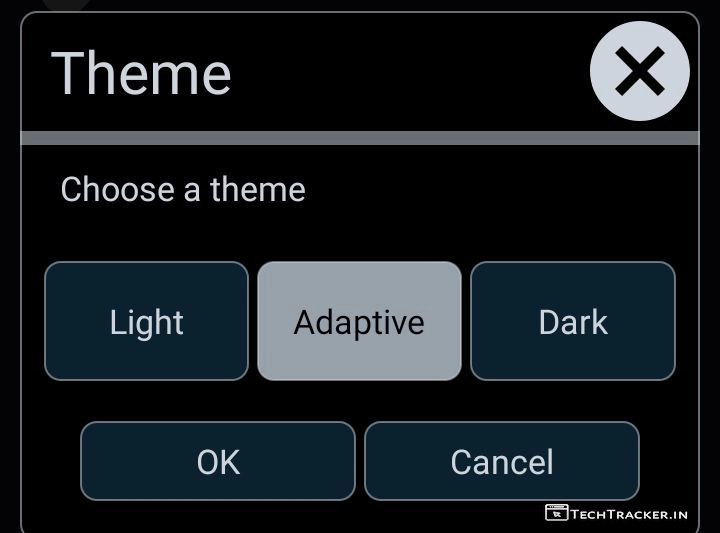 Theme
Choose a theme
Light Adaptive Dark
OK Cancel
TECHTRACKER.IN